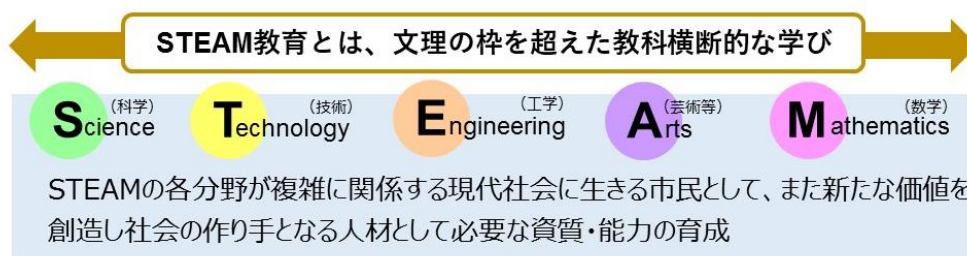 STEAM教育とは、文理の枠を超えた教科横断的な学び
Science (科学) Technology (技術) Engineering (工学) Arts (芸術等) Mathematics (数学)
STEAMの各分野が複雑に関係する現代社会に生きる市民として、また新たな価値を
創造し社会の作り手となる人材として必要な資質・能力の育成